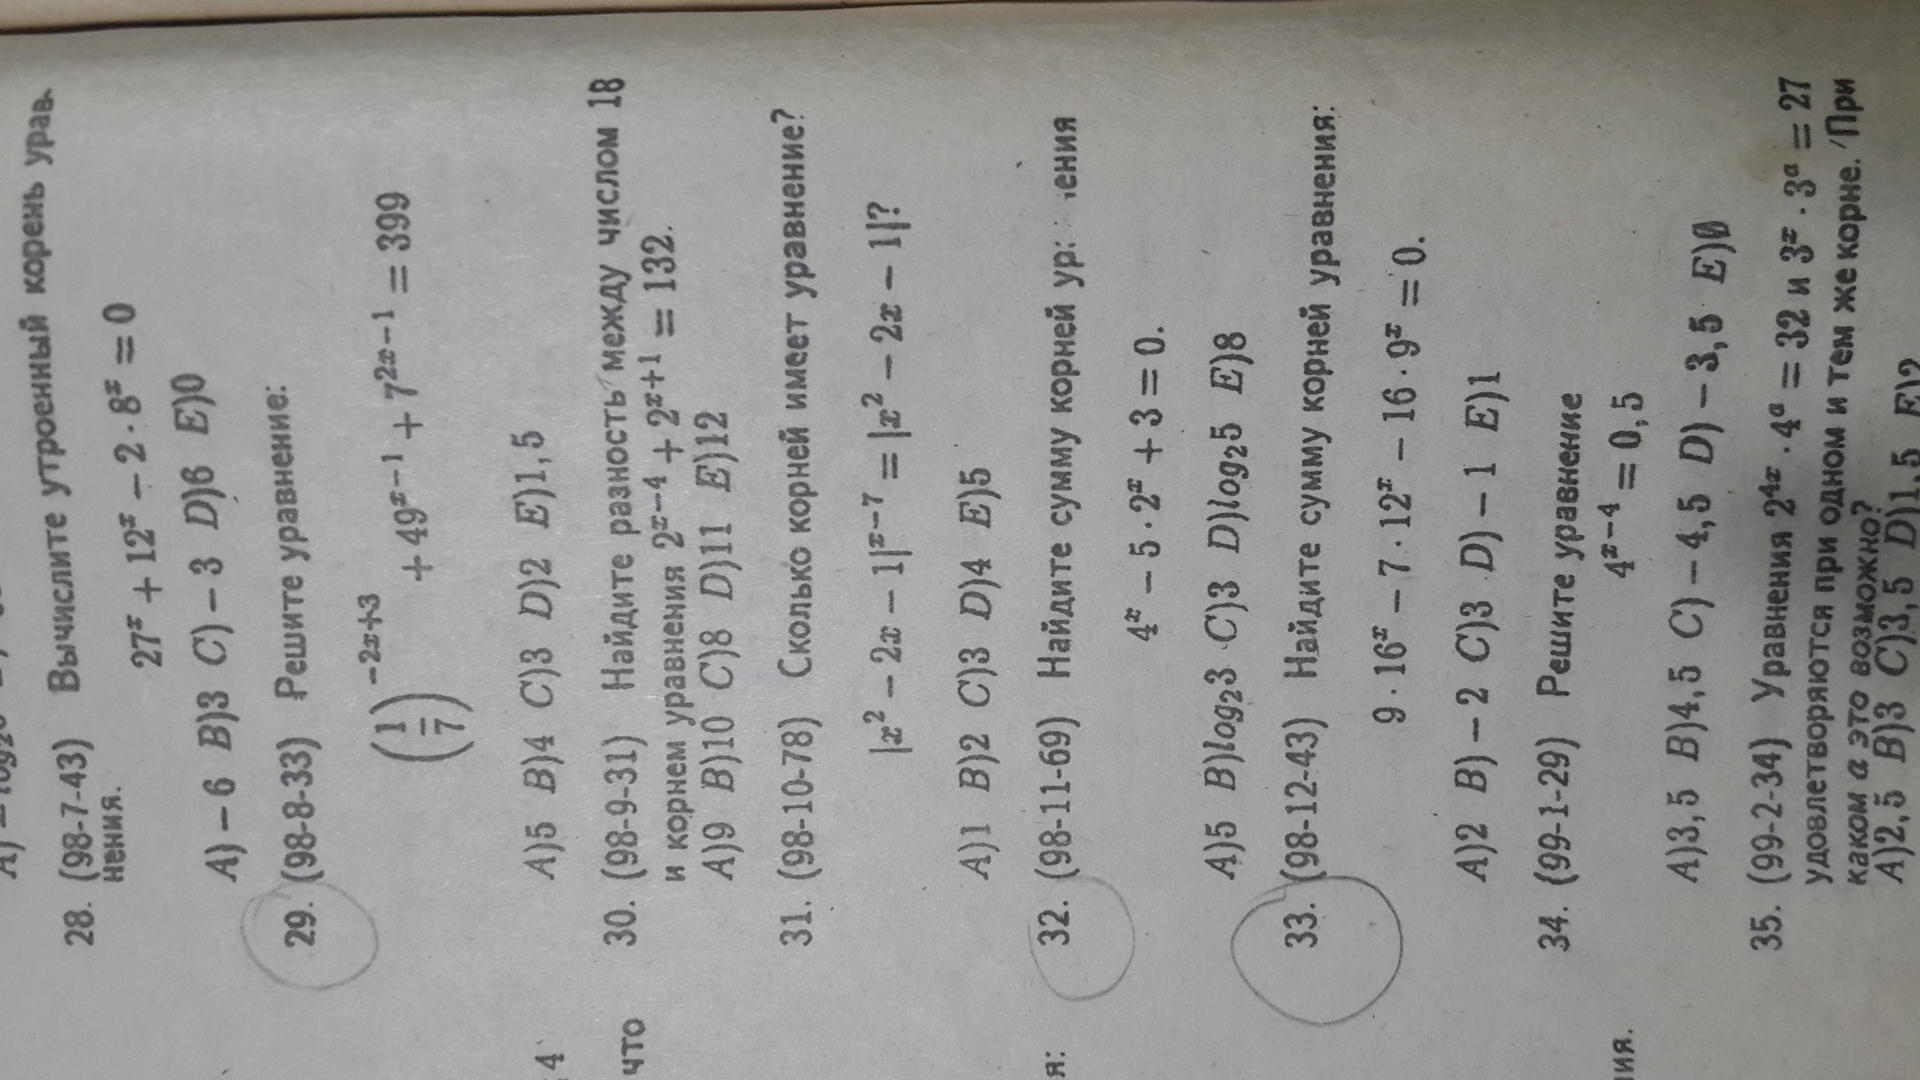 28. (98-7-43) Вычислите утроенный корень урав-
нения.
27^x + 12^x − 2 · 8^x = 0
A) − 6 B)3 C) − 3 D)6 E)0
29. (98-8-33) Решите уравнение:
(1/7)^{−2x+3} + 49^{x−1} + 7^{2x−1} = 399
A)5 B)4 C)3 D)2 E)1, 5
30. (98-9-31) Найдите разность между числом 18
и корнем уравнения 2^{x−4} + 2^{x+1} = 132.
A)9 B)10 C)8 D)11 E)12
31. (98-10-78) Сколько корней имеет уравнение?
|x² − 2x − 1|^{x−7} = |x² − 2x − 1|?
A)1 B)2 C)3 D)4 E)5
32. (98-11-69) Найдите сумму корней ения
4^x − 5 · 2^x + 3 = 0.
A)5 B)log₂3 C)3 D)log₂5 E)8
33. (98-12-43) Найдите сумму корней уравнения:
9 · 16^x − 7 · 12^x − 16 · 9^x = 0.
A)2 B) − 2 C)3 D) − 1 E)1
34. (99-1-29) Решите уравнение
4^{x−4} = 0, 5
A)3, 5 B)4, 5 C) − 4, 5 D) − 3, 5 E)∅
35. (99-2-34) Уравнения 2^{4x} · 4^a = 32 и 3^x · 3^a = 27
удовлетворяются при одном и тем же корне. При
каком a это возможно?
A)2, 5 B)3 C)3, 5 D)1, 5 E)2
4
что
я:
ния.